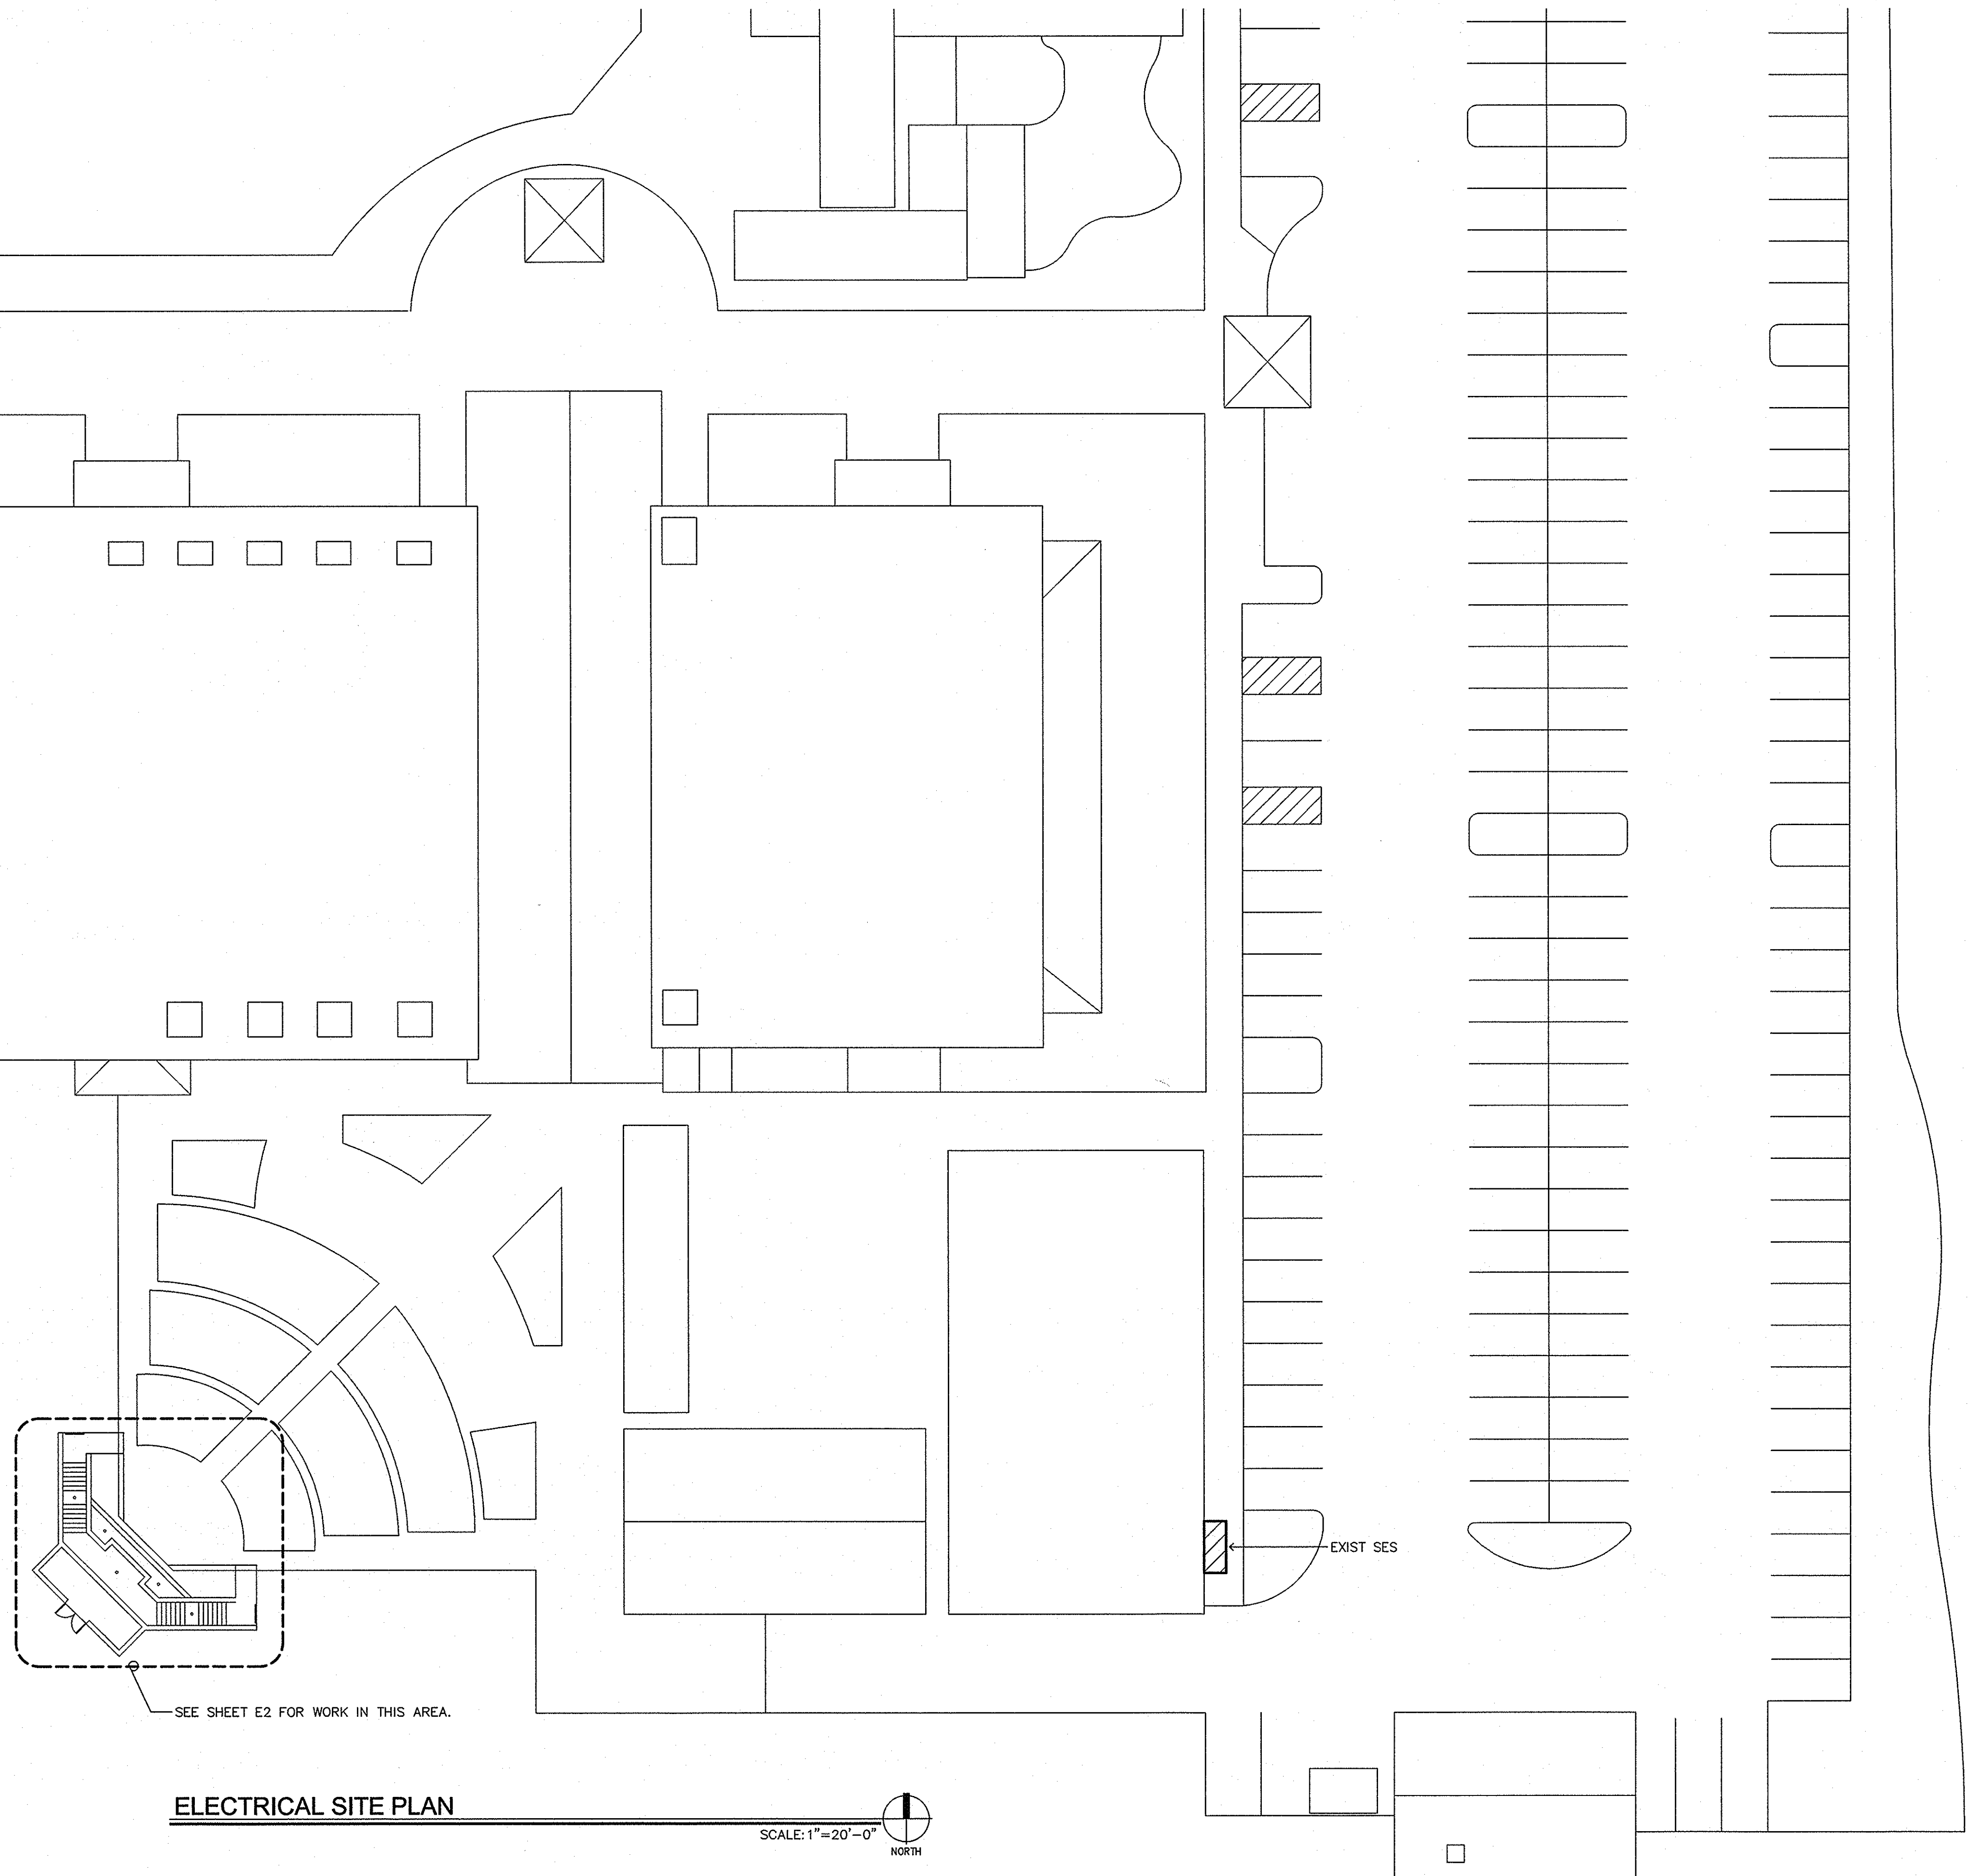 EXIST SES
SEE SHEET E2 FOR WORK IN THIS AREA.
ELECTRICAL SITE PLAN
SCALE: 1"=20'-0"
NORTH